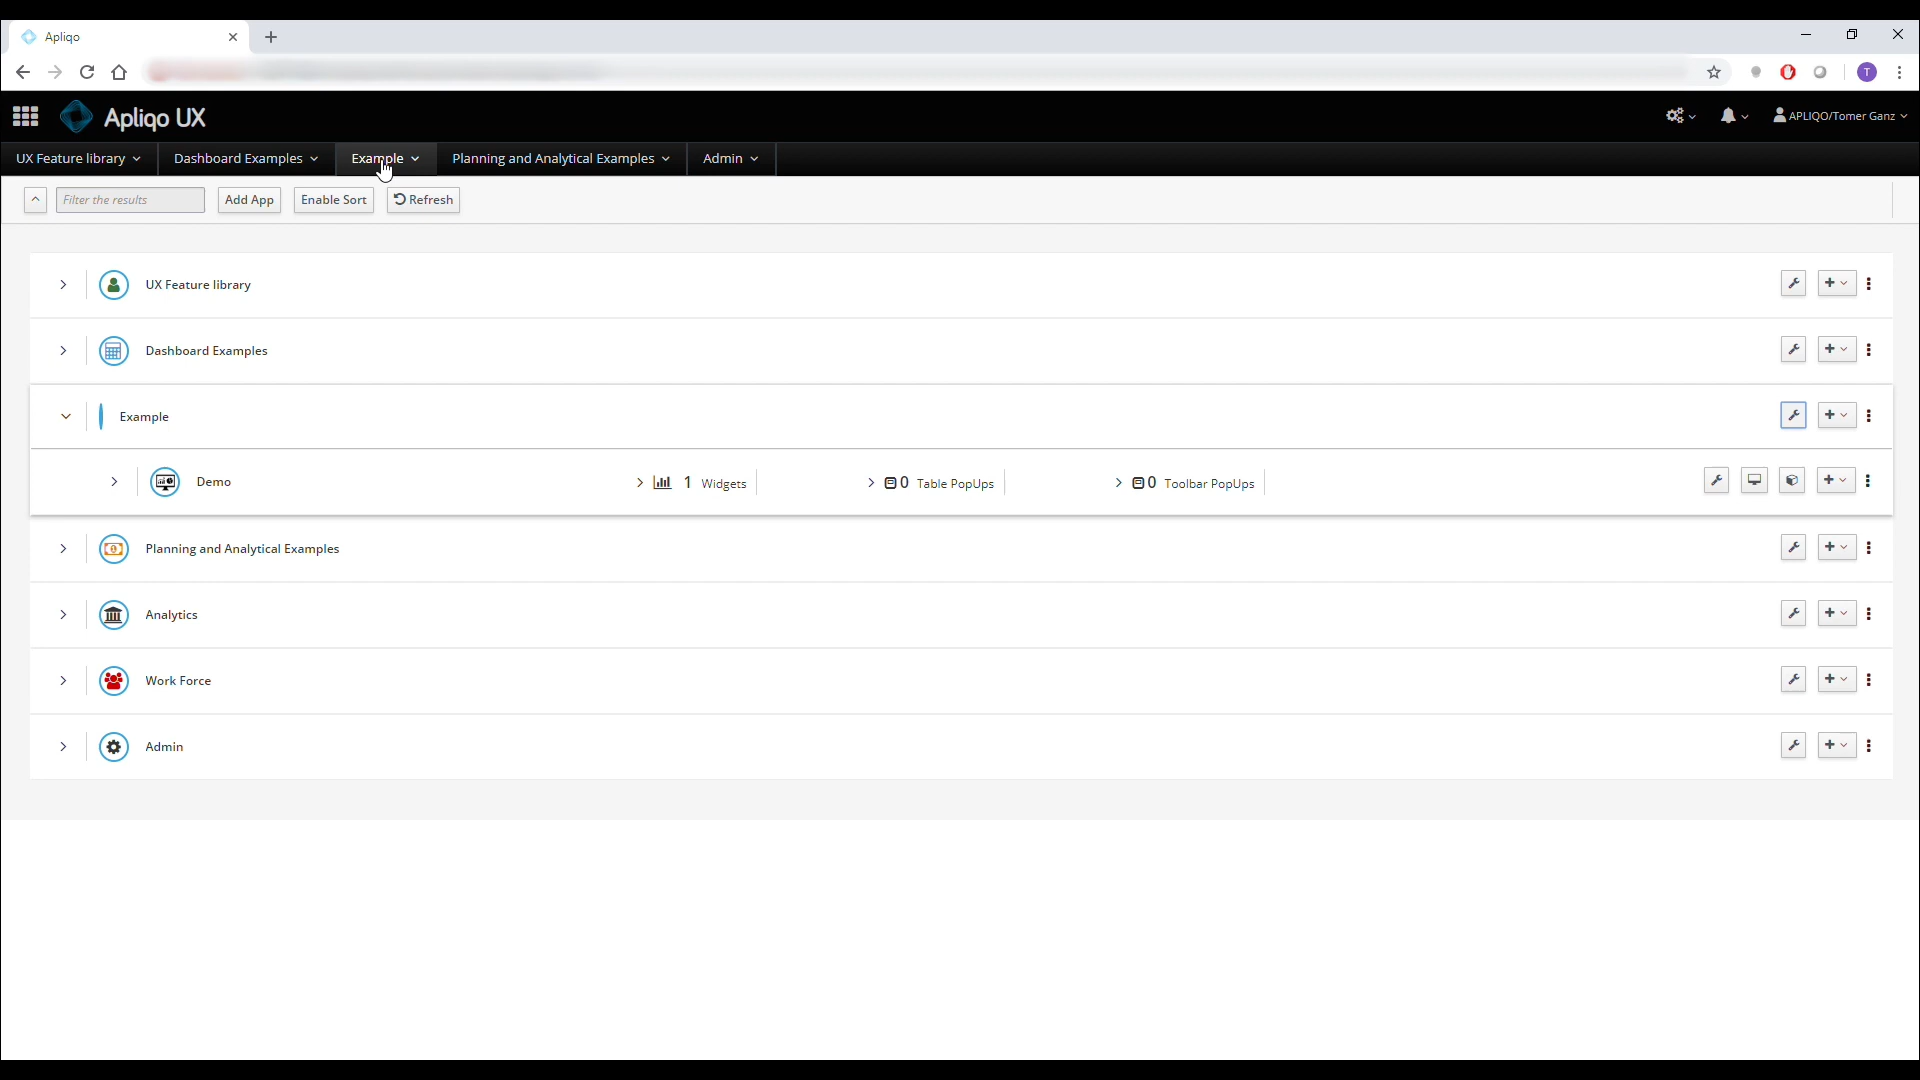 Apliqo
T
Apliqo UX
APLIQO/Tomer Ganz
UX Feature library
Dashboard Examples
Example
Planning and Analytical Examples
Admin
Filter the results
Add App
Enable Sort
Refresh
UX Feature library
Dashboard Examples
Example
Demo
1 Widgets
0 Table PopUps
0 Toolbar PopUps
Planning and Analytical Examples
Analytics
Work Force
Admin